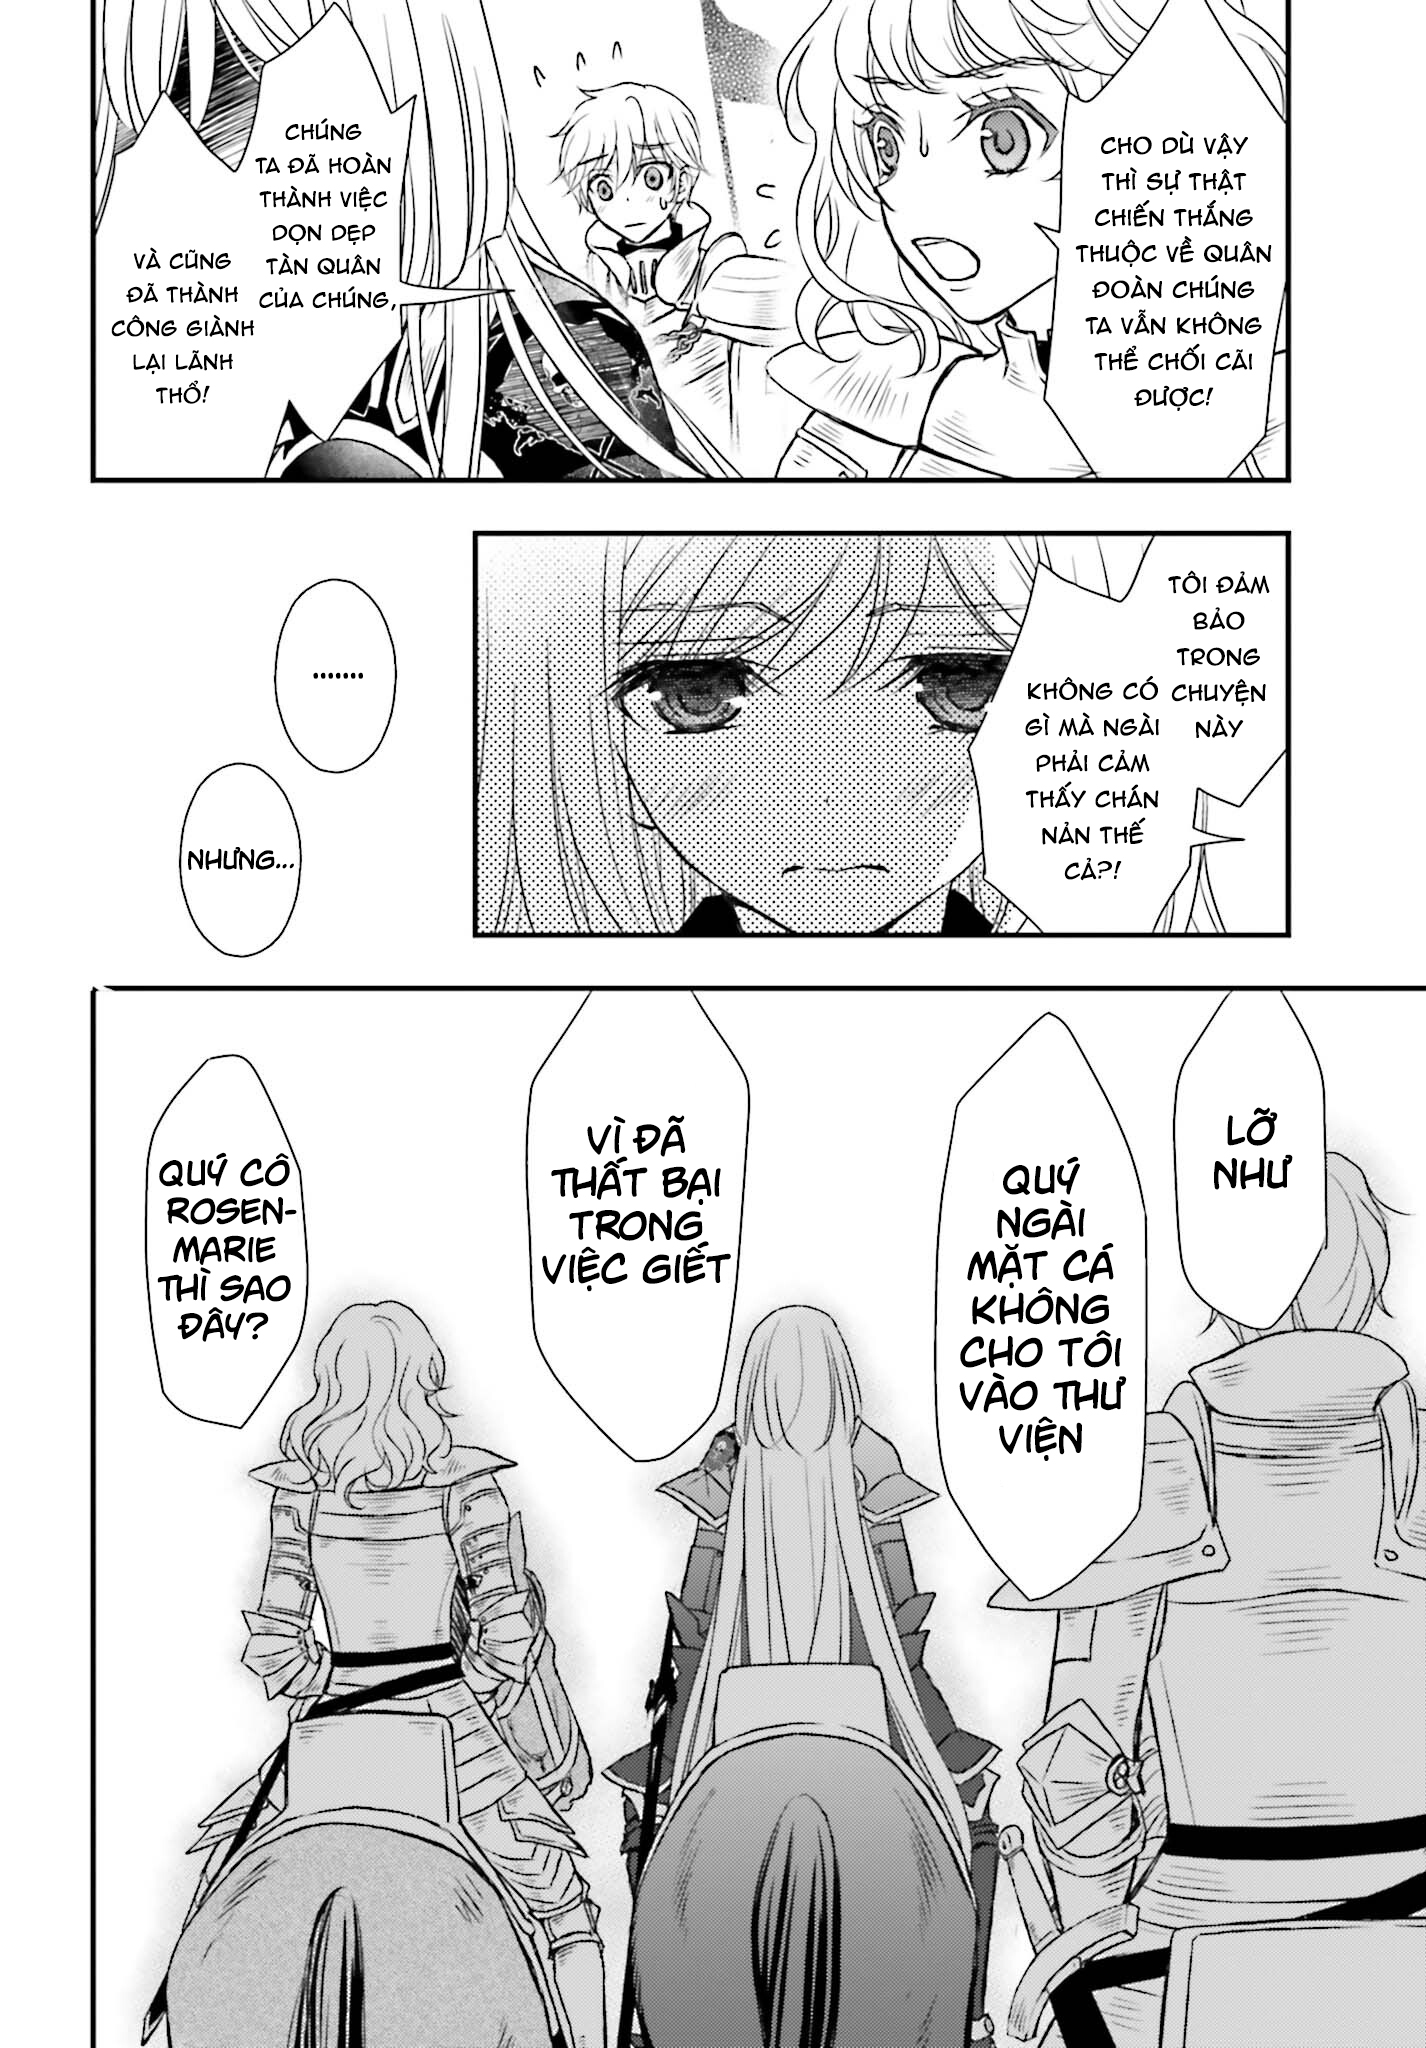 CHO DÙ VẬY
THÌ SỰ THẬT
CHIẾN THẮNG
THUỘC VỀ QUÂN
ĐOÀN CHÚNG
TA VẪN KHÔNG
THỂ CHỐI CÃI
ĐƯỢC!
CHÚNG
TA ĐÃ HOÀN
THÀNH VIỆC
DỌN DẸP
TÀN QUÂN
CỦA CHÚNG,
VÀ CŨNG
ĐÃ THÀNH
CÔNG GIÀNH
LẠI LÃNH
THỔ!
TÔI ĐẢM
BẢO
TRONG
CHUYỆN
NÀY
KHÔNG CÓ
GÌ MÀ NGÀI
PHẢI CẢM
THẤY CHÁN
NẢN THẾ
CẢ?!
.......
NHƯNG...
LỠ
NHƯ
QUÝ
NGÀI
MẶT CÁ
KHÔNG
CHO TÔI
VÀO THƯ
VIỆN
VÌ ĐÃ
THẤT BẠI
TRONG
VIỆC GIẾT
QUÝ CÔ
ROSEN-
MARIE
THÌ SAO
ĐÂY?